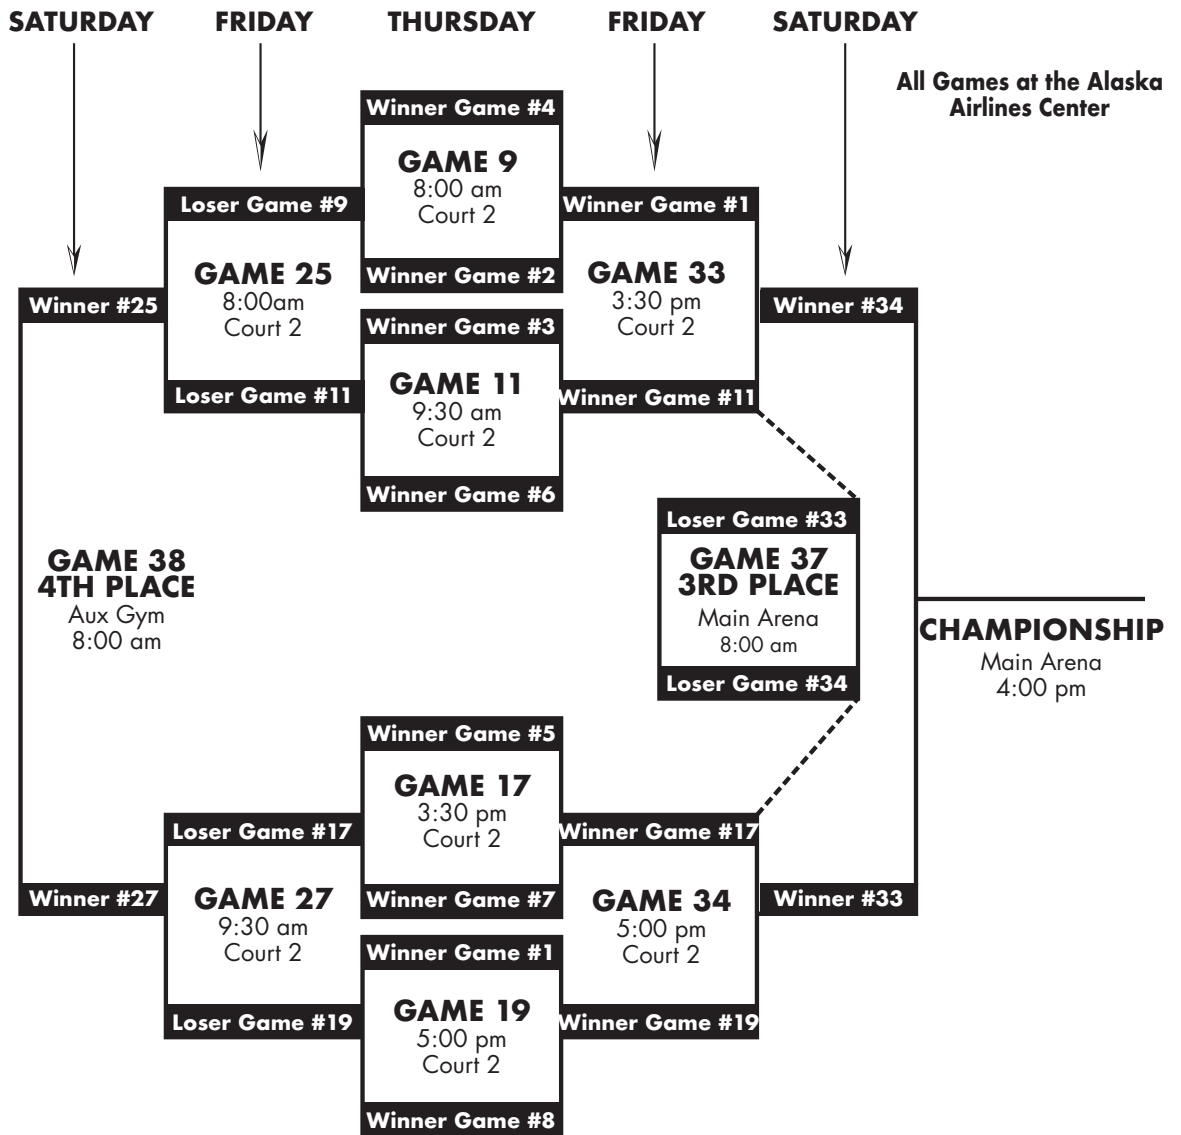 SATURDAY
FRIDAY
THURSDAY
FRIDAY
SATURDAY
All Games at the Alaska
Airlines Center
Winner Game #4
GAME 9
8:00 am
Court 2
Winner Game #2
Loser Game #9
GAME 25
8:00am
Court 2
Loser Game #11
Winner Game #3
GAME 11
9:30 am
Court 2
Winner Game #6
Winner Game #1
GAME 33
3:30 pm
Court 2
Winner Game #11
Winner #25
GAME 38
4TH PLACE
Aux Gym
8:00 am
Winner #27
Winner #34
Loser Game #33
GAME 37
3RD PLACE
Main Arena
8:00 am
Loser Game #34
CHAMPIONSHIP
Main Arena
4:00 pm
Winner #33
Winner Game #5
GAME 17
3:30 pm
Court 2
Winner Game #7
Loser Game #17
GAME 27
9:30 am
Court 2
Loser Game #19
Winner Game #1
GAME 19
5:00 pm
Court 2
Winner Game #8
Winner Game #17
GAME 34
5:00 pm
Court 2
Winner Game #19